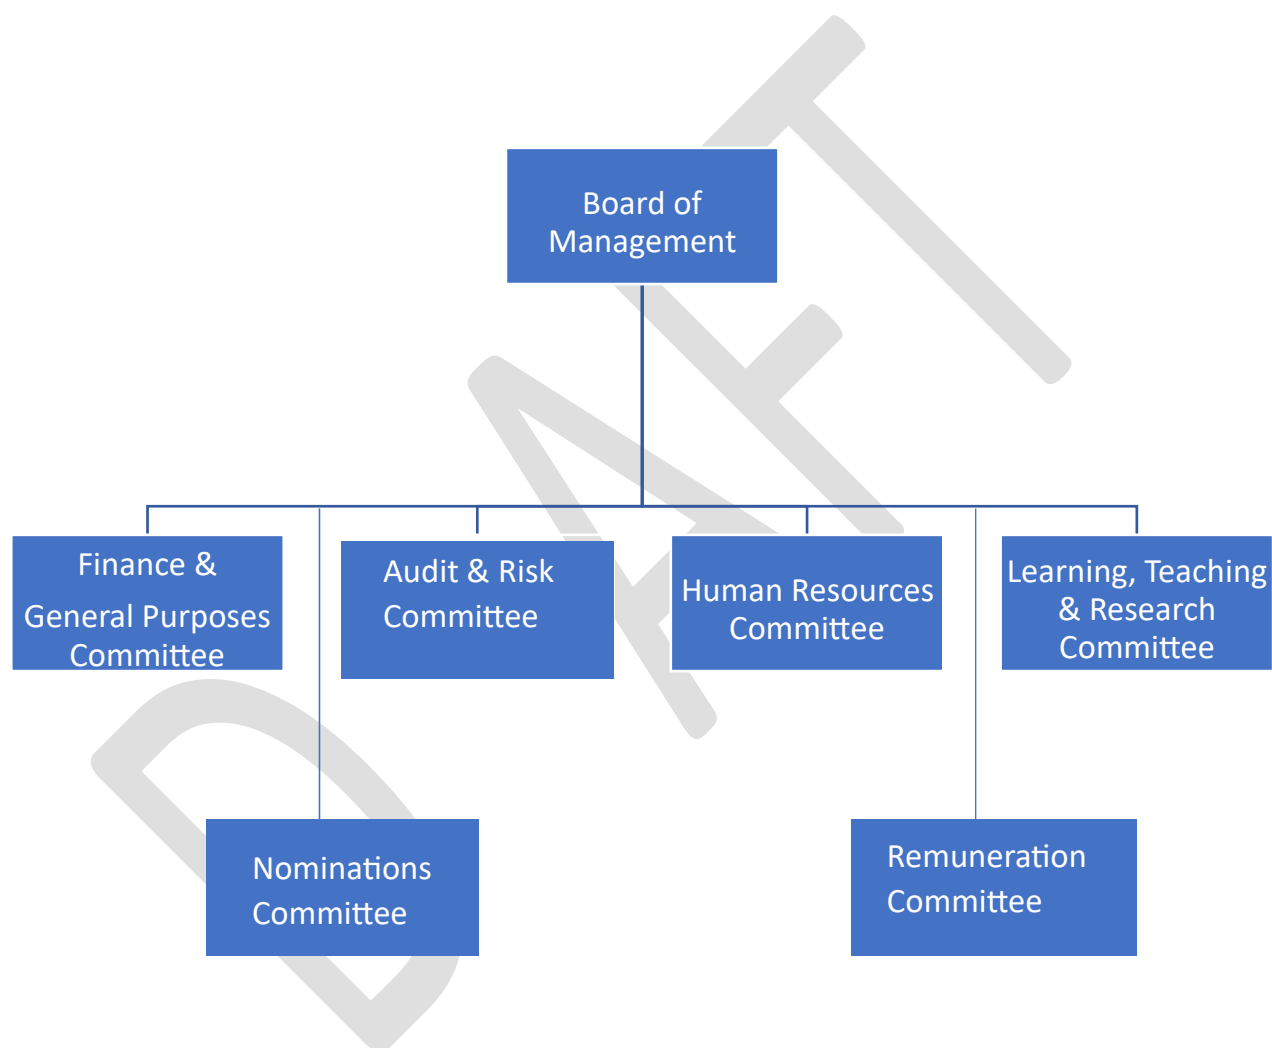 Board of
Management
Finance &
General Purposes
Committee
Audit & Risk
Committee
Human Resources
Committee
Learning, Teaching
& Research
Committee
Nominations
Committee
Remuneration
Committee
DRAFT